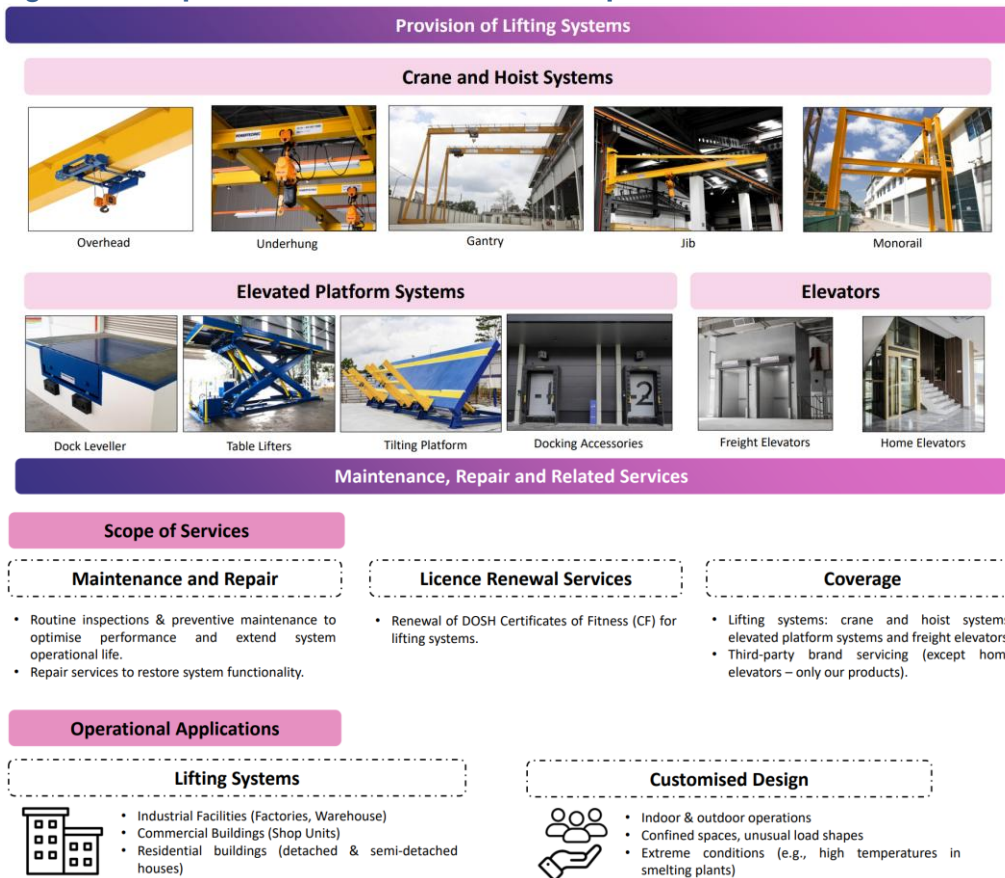 Provision of Lifting Systems
Crane and Hoist Systems
Overhead
Underhung
Gantry
Jib
Monorail
Elevated Platform Systems
Elevators
2
Dock Leveller
Table Lifters
Tilting Platform
Docking Accessories
Freight Elevators
Home Elevators
Maintenance, Repair and Related Services
Scope of Services
Maintenance and Repair
• Routine inspections & preventive maintenance to
optimise performance and extend system
operational life.
• Repair services to restore system functionality.
Licence Renewal Services
• Renewal of DOSH Certificates of Fitness (CF) for
lifting systems.
Coverage
• Lifting systems: crane and hoist systems
elevated platform systems and freight elevators
• Third-party brand servicing (except hom
elevators – only our products).
Operational Applications
Lifting Systems
• Industrial Facilities (Factories, Warehouse)
• Commercial Buildings (Shop Units)
• Residential buildings (detached & semi-detached
houses)
Customised Design
• Indoor & outdoor operations
• Confined spaces, unusual load shapes
• Extreme conditions (e.g., high temperatures in
smelting plants)